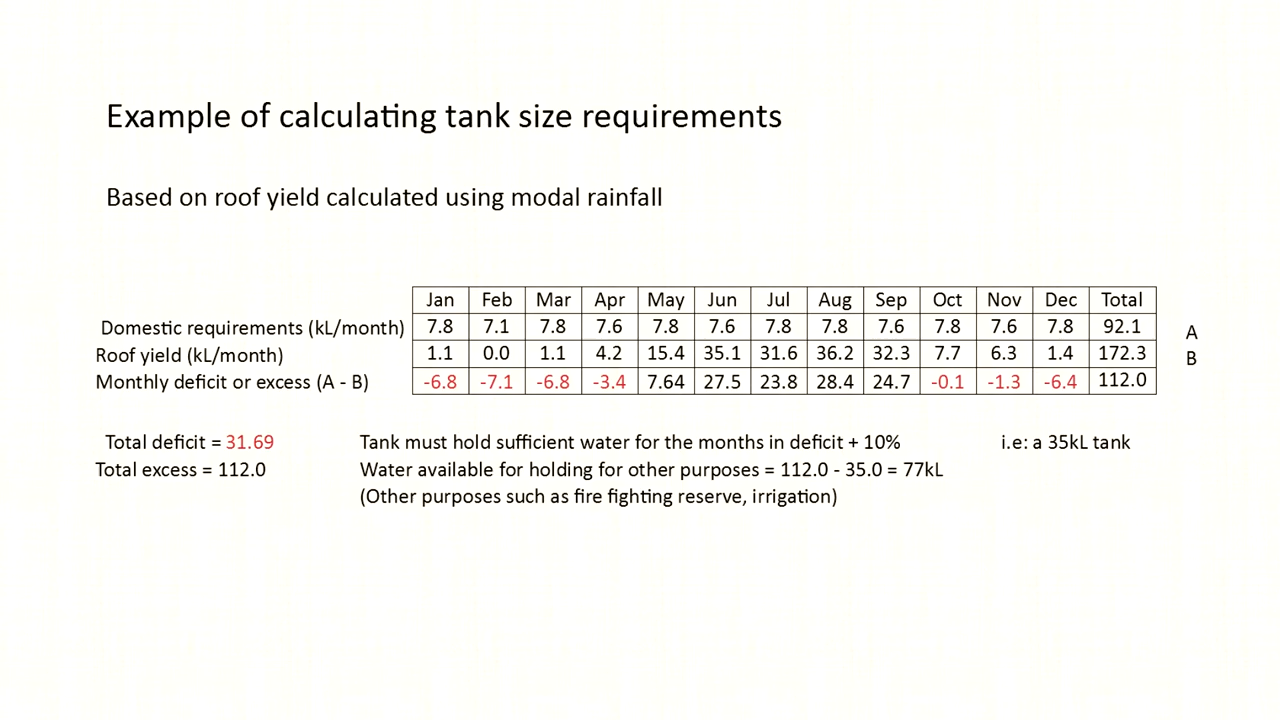 Example of calculating tank size requirements
Based on roof yield calculated using modal rainfall
Jan Feb Mar Apr May Jun Jul Aug Sep Oct Nov Dec Total
Domestic requirements (kL/month) 7.8 7.1 7.8 7.6 7.8 7.6 7.8 7.8 7.6 7.8 7.6 7.8 92.1 A
Roof yield (kL/month) 1.1 0.0 1.1 4.2 15.4 35.1 31.6 36.2 32.3 7.7 6.3 1.4 172.3 B
Monthly deficit or excess (A - B) -6.8 -7.1 -6.8 -3.4 7.64 27.5 23.8 28.4 24.7 -0.1 -1.3 -6.4 112.0
Total deficit = 31.69 Tank must hold sufficient water for the months in deficit + 10% i.e: a 35kL tank
Total excess = 112.0 Water available for holding for other purposes = 112.0 - 35.0 = 77kL
(Other purposes such as fire fighting reserve, irrigation)